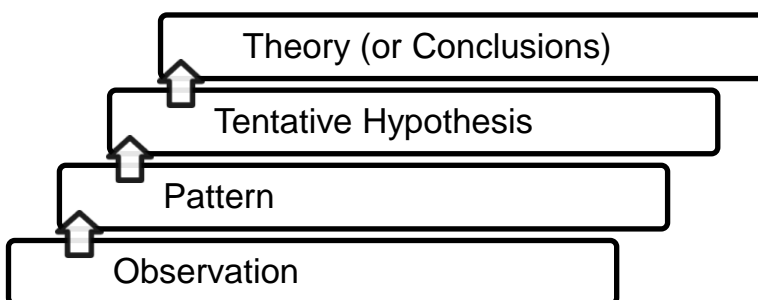 Theory (or Conclusions)
Tentative Hypothesis
Pattern
Observation